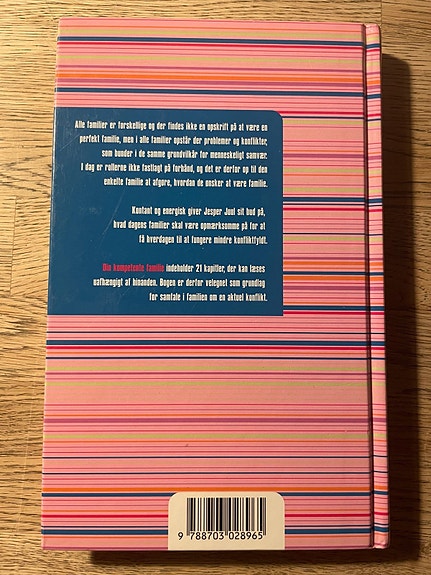 Alle familier er forskellige og der findes ikke en opskrift på at være en
perfekt familie, men i alle familier opstår der problemer og konflikter,
som bunder i de samme grundvilkår for menneskeligt samvær.
I dag er rollerne ikke fastlagt på forhånd, og det er derfor op til den
enkelte familie at afgøre, hvordan de ønsker at være familie.
Kontant og energisk giver Jesper Juul sit bud på,
hvad dagens familier skal være opmærksomme på for at
få hverdagen til at fungere mindre konfliktfyldt.
Din kompetente familie indeholder 21 kapitler, der kan læses
uafhængigt af hinanden. Bogen er derfor velegnet som grundlag
for samtale i familien om en aktuel konflikt.
9 788703 028965